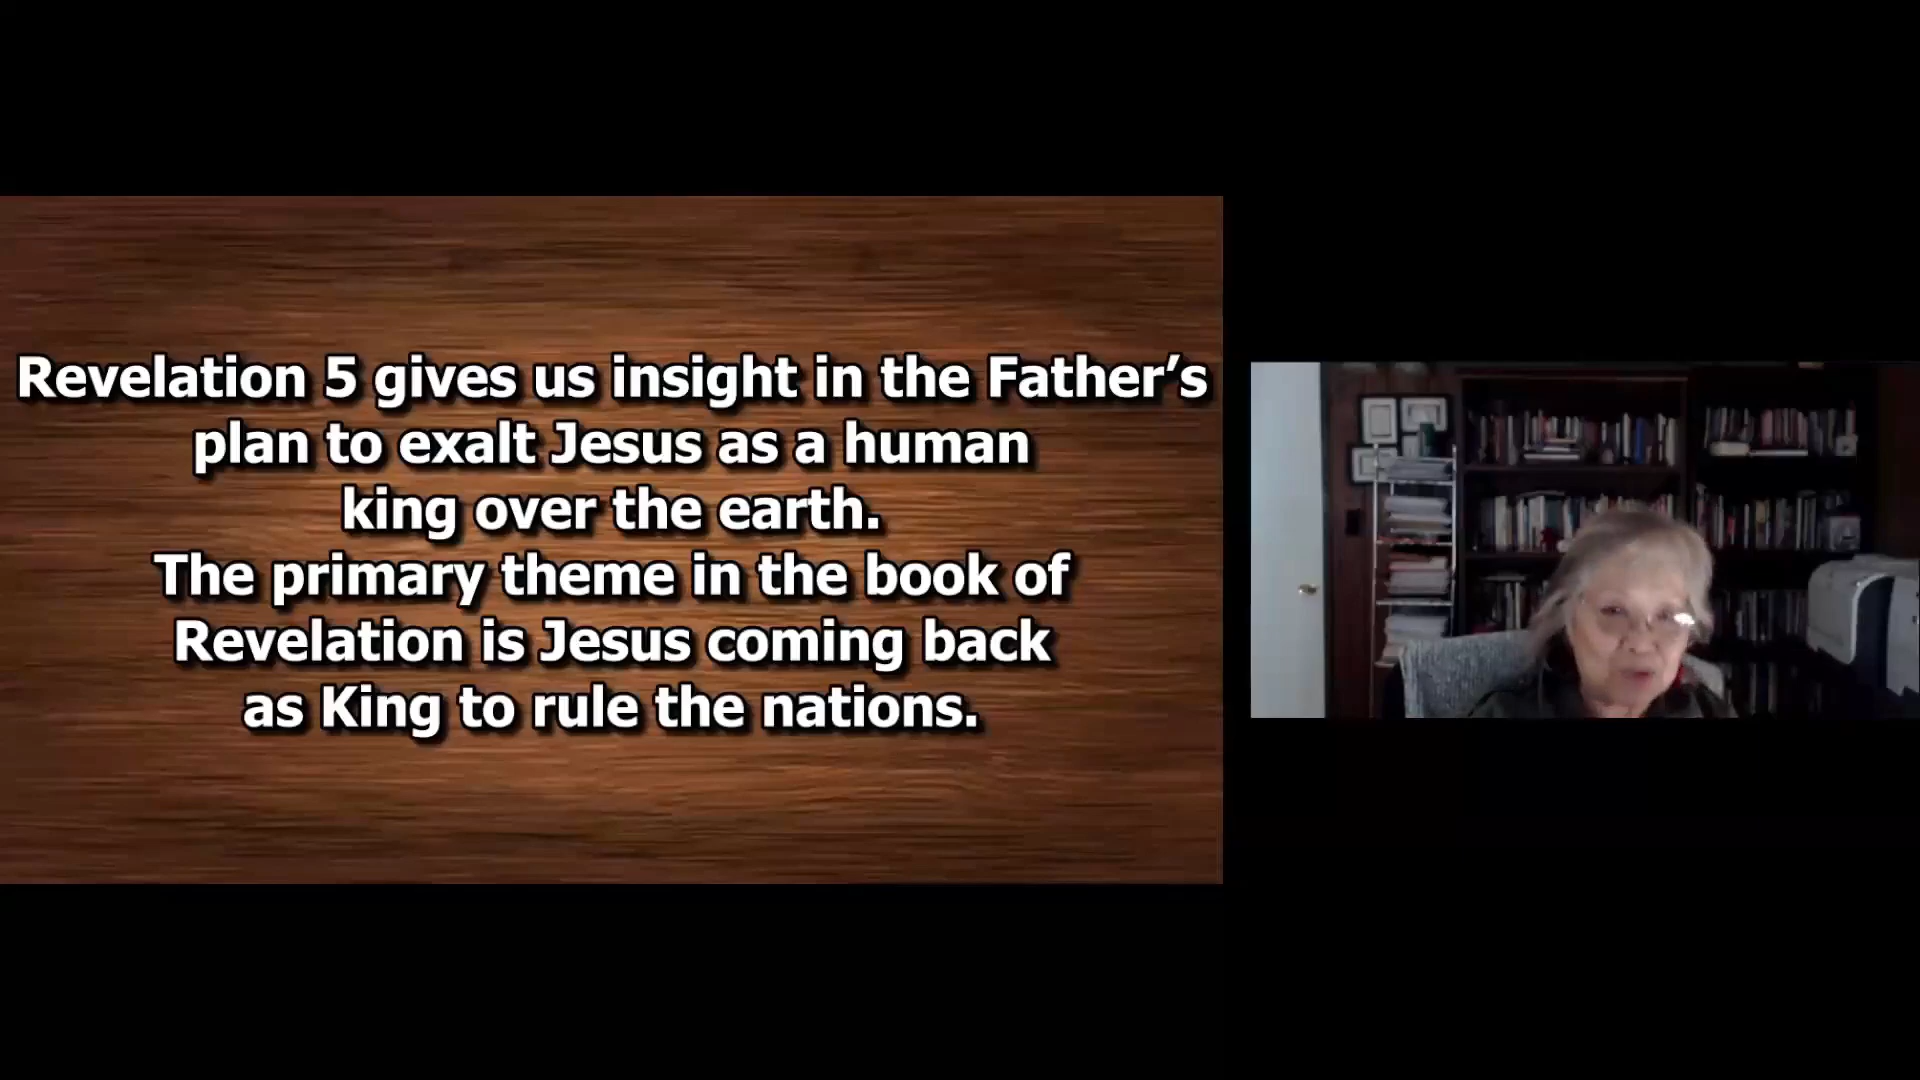 Revelation 5 gives us insight in the Father’s
plan to exalt Jesus as a human
king over the earth.
The primary theme in the book of
Revelation is Jesus coming back
as King to rule the nations.